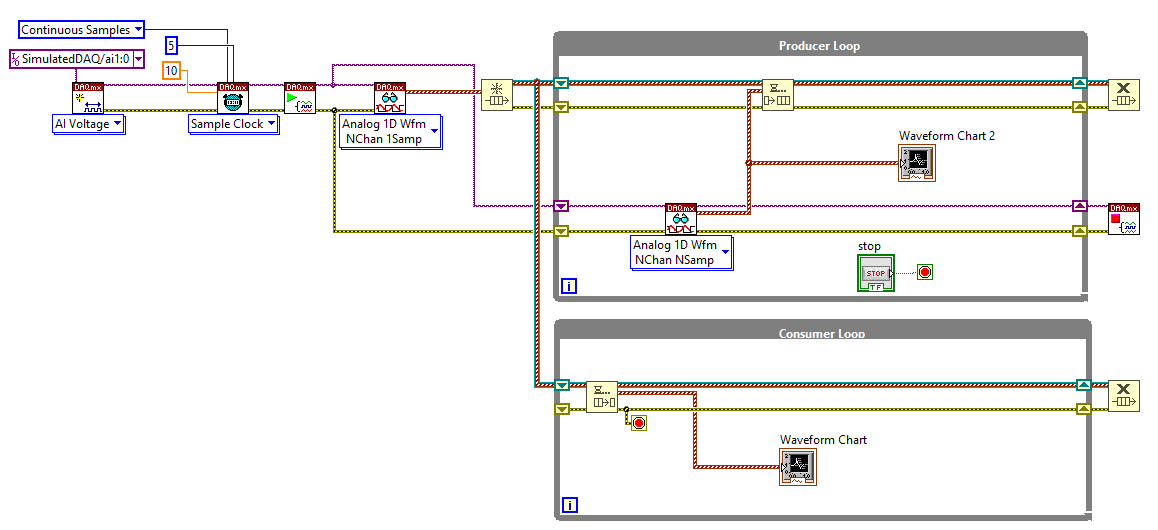 Continuous Samples
5
SimulatedDAQ/ai1:0
10
DAQmx
DAQmx
DAQmx
DAQmx
AI Voltage
Sample Clock
Analog 1D Wfm
NChan 1Samp
Producer Loop
Waveform Chart 2
DAQmx
DAQmx
Analog 1D Wfm
NChan NSamp
stop
STOP
TF
i
Consumer Loop
Waveform Chart
i